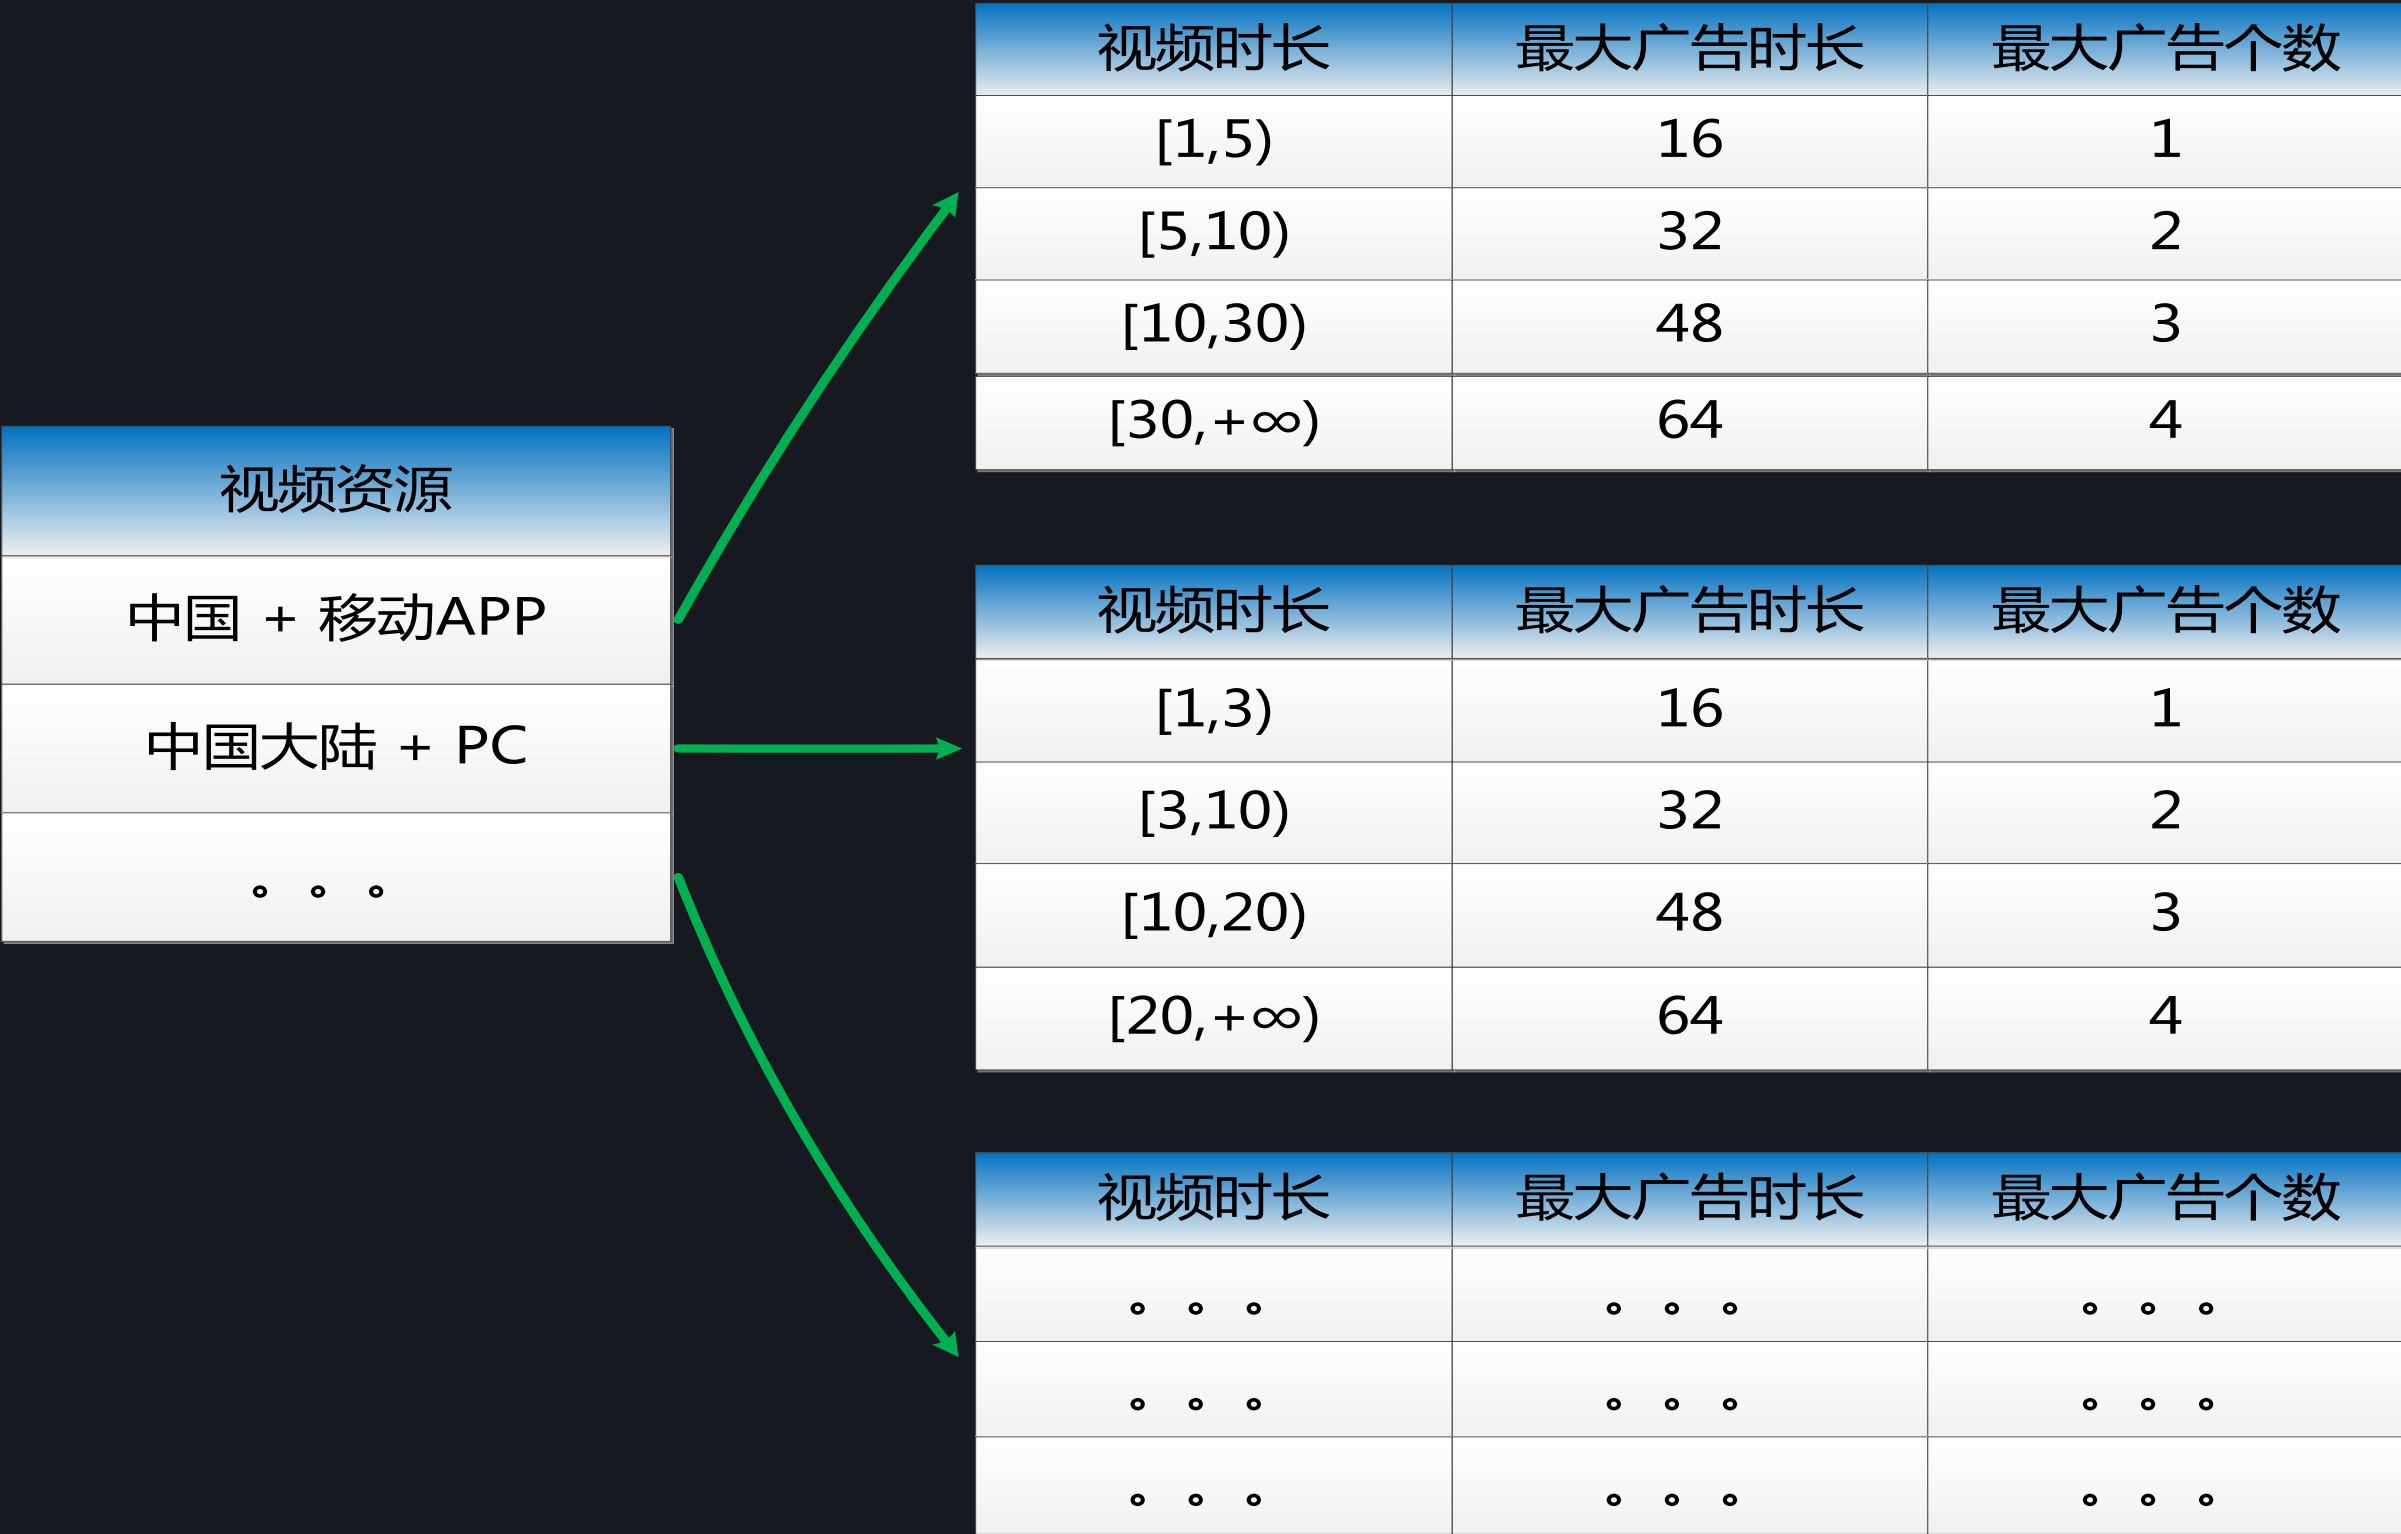 视频资源
中国 + 移动APP
中国大陆 + PC
。。。
视频时长 最大广告时长 最大广告个数
[1,5) 16 1
[5,10) 32 2
[10,30) 48 3
[30,+∞) 64 4
视频时长 最大广告时长 最大广告个数
[1,3) 16 1
[3,10) 32 2
[10,20) 48 3
[20,+∞) 64 4
视频时长 最大广告时长 最大广告个数
。。。 。。。 。。。
。。。 。。。 。。。
。。。 。。。 。。。